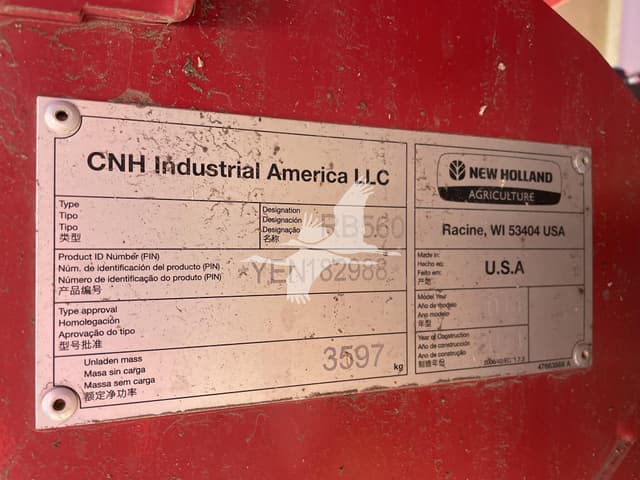 CNH Industrial America LLC
Type
Tipo
Tipo
类型
Designation
Designación
Designação
名称
RB560
Product ID Number (PIN)
Núm. de identificación del producto (PIN)
Número de identificação do produto (PIN)
产品编号
*YEN182988
Type approval
Homologación
Aprovação do tipo
型号批准
Unladen mass
Masa sin carga
Massa sem carga
额定净功率
3597 kg
NEW HOLLAND
AGRICULTURE
Racine, WI 53404 USA
Made in:
Hecho en:
Feito em:
产地
U.S.A
Model Year
Año de modelo
Ano modelo
年型
Year of Construction
Año de construcción
Ano de construção
制造年份
47663569 A